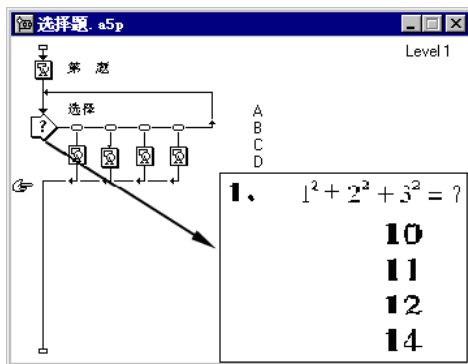 选择题.a5p
Level 1
第 题
选择
A
B
C
D
?
1、 1² + 2² + 3² = ?
10
11
12
14